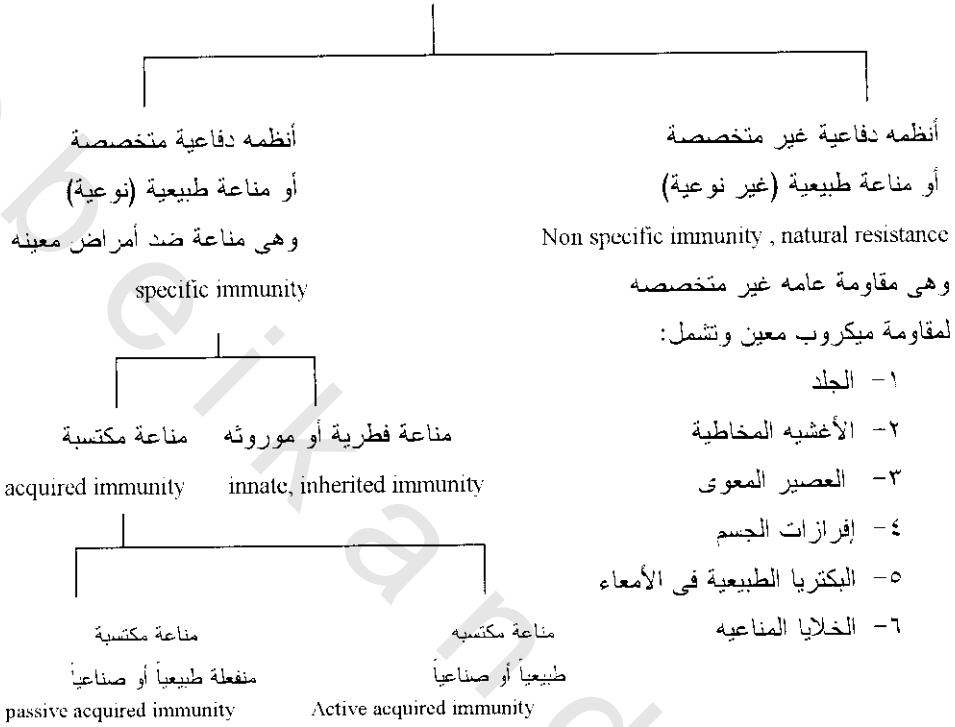 أنظمه دفاعية غير متخصصة
أو مناعة طبيعية (غير نوعية)
Non specific immunity , natural resistance
وهى مقاومة عامه غير متخصصه
لمقاومة ميكروب معين وتشمل:
١- الجلد
٢- الأغشيه المخاطية
٣- العصير المعوى
٤- إفرازات الجسم
٥- البكتريا الطبيعية فى الأمعاء
٦- الخلايا المناعيه
أنظمه دفاعية متخصصة
أو مناعة طبيعية (نوعية)
وهى مناعة ضد أمراض معينه
specific immunity
مناعة فطرية أو موروثه
innate, inherited immunity
مناعة مكتسبة
acquired immunity
مناعة مكتسبه
طبيعياً أو صناعياً
Active acquired immunity
مناعة مكتسبة
منفعلة طبيعياً أو صناعياً
passive acquired immunity